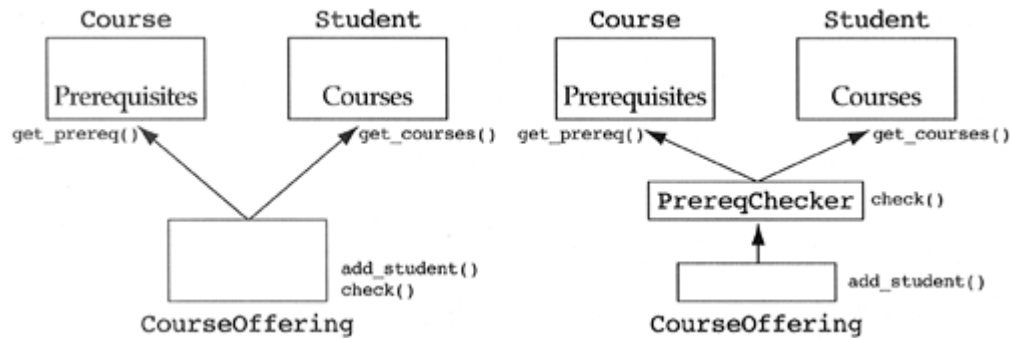 Course
Student
Prerequisites
Courses
get_prereq()
get_courses()
add_student()
check()
CourseOffering
Course
Student
Prerequisites
Courses
get_prereq()
get_courses()
PrereqChecker
check()
add_student()
CourseOffering